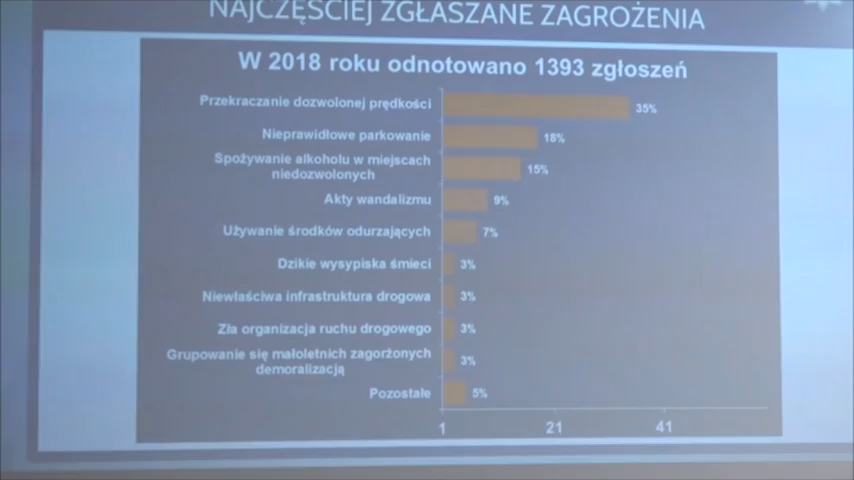 NAJCZĘŚCIEJ ZGŁASZANE ZAGROŻENIA
W 2018 roku odnotowano 1393 zgłoszeń
Przekraczanie dozwolonej prędkości 35%
Nieprawidłowe parkowanie 18%
Spożywanie alkoholu w miejscach
niedozwolonych 15%
Akty wandalizmu 9%
Używanie środków odurzających 7%
Dzikie wysypiska śmieci 3%
Niewłaściwa infrastruktura drogowa 3%
Zła organizacja ruchu drogowego 3%
Grupowanie się małoletnich zagorżonych
demoralizacją 3%
Pozostałe 5%
1 21 41